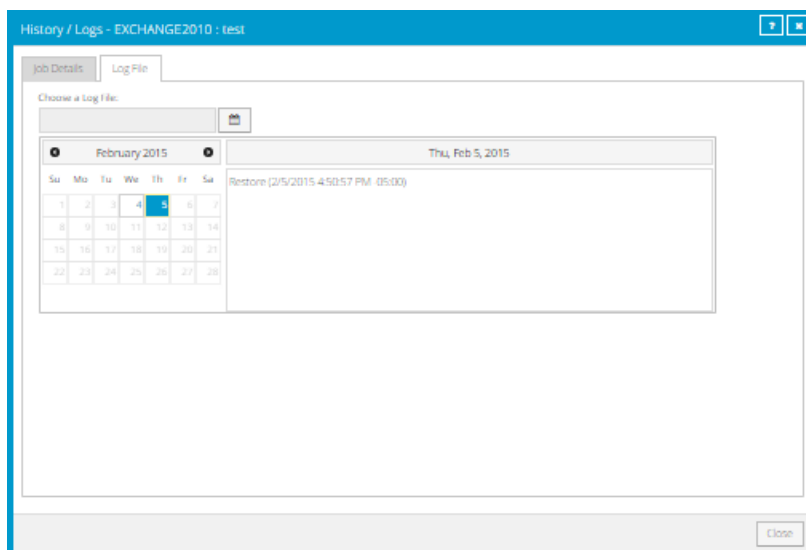 History / Logs - EXCHANGE2010 : test
?
Job Details Log File
Choose a Log File:
February 2015 Thu, Feb 5, 2015
Su Mo Tu We Th Fr Sa
Restore (2/5/2015 4:50:57 PM -05:00)
1 2 3 4 5 6 7
8 9 10 11 12 13 14
15 16 17 18 19 20 21
22 23 24 25 26 27 28
Close